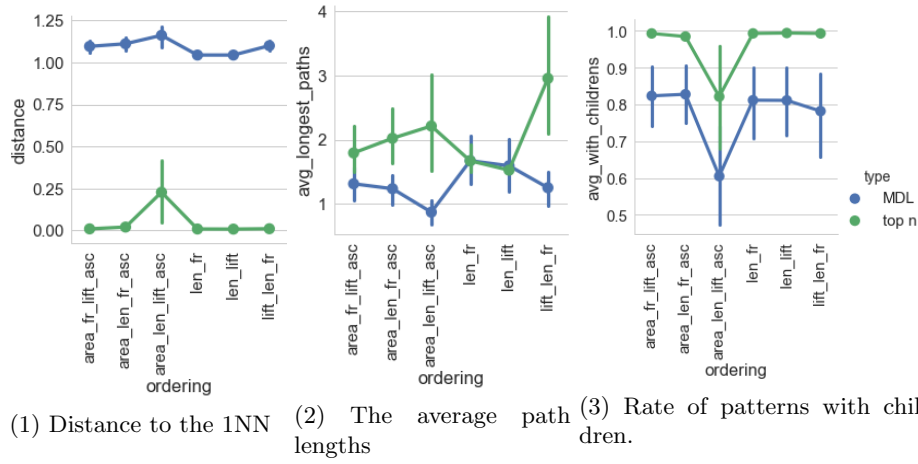 1.25
1.00
0.75
0.50
0.25
0.00
distance
area_fr_lift_asc
area_len_fr_asc
area_len_lift_asc
len_fr
len_lift
lift_len_fr
ordering
(1) Distance to the 1NN
4
3
2
1
avg_longest_paths
area_fr_lift_asc
area_len_fr_asc
area_len_lift_asc
len_fr
len_lift
lift_len_fr
ordering
(2) The average path
lengths
1.0
0.9
0.8
0.7
0.6
0.5
avg_with_childrens
area_fr_lift_asc
area_len_fr_asc
area_len_lift_asc
len_fr
len_lift
lift_len_fr
ordering
type
MDL
top n
(3) Rate of patterns with chil
dren.